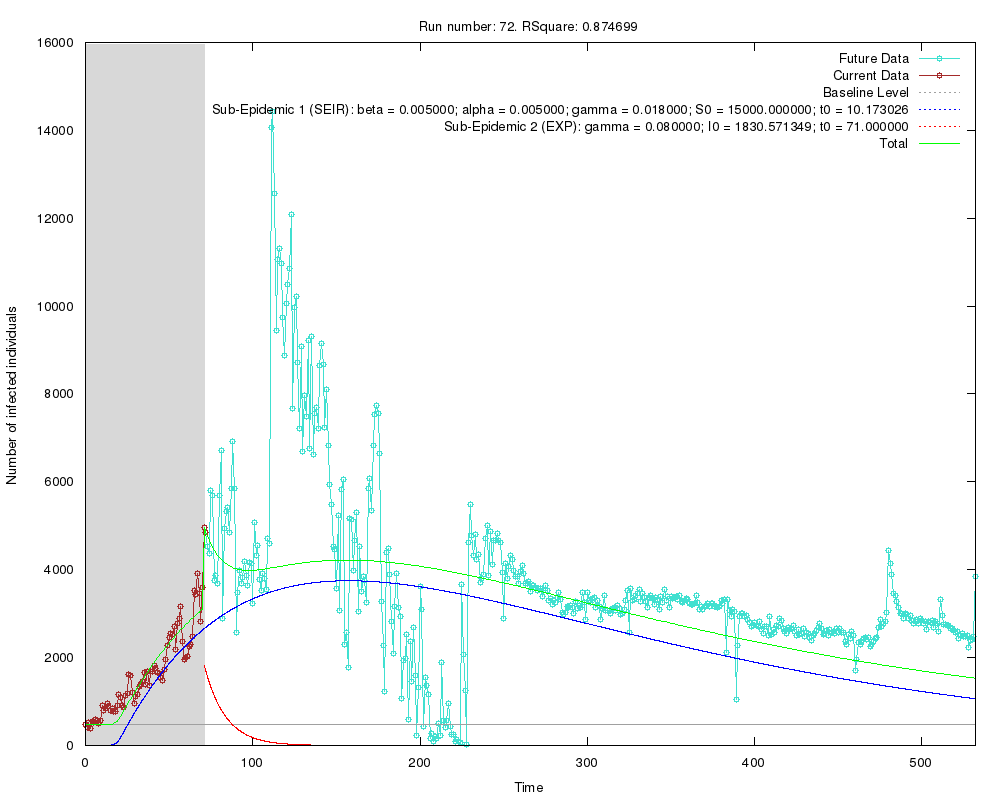 Run number: 72. RSquare: 0.874699
Future Data
Current Data
Baseline Level
Sub-Epidemic 1 (SEIR): beta = 0.005000; alpha = 0.005000; gamma = 0.018000; S0 = 15000.000000; t0 = 10.173026
Sub-Epidemic 2 (EXP): gamma = 0.080000; I0 = 1830.571349; t0 = 71.000000
Total
16000
14000
12000
10000
8000
6000
4000
2000
0
Number of infected individuals
0 100 200 300 400 500
Time